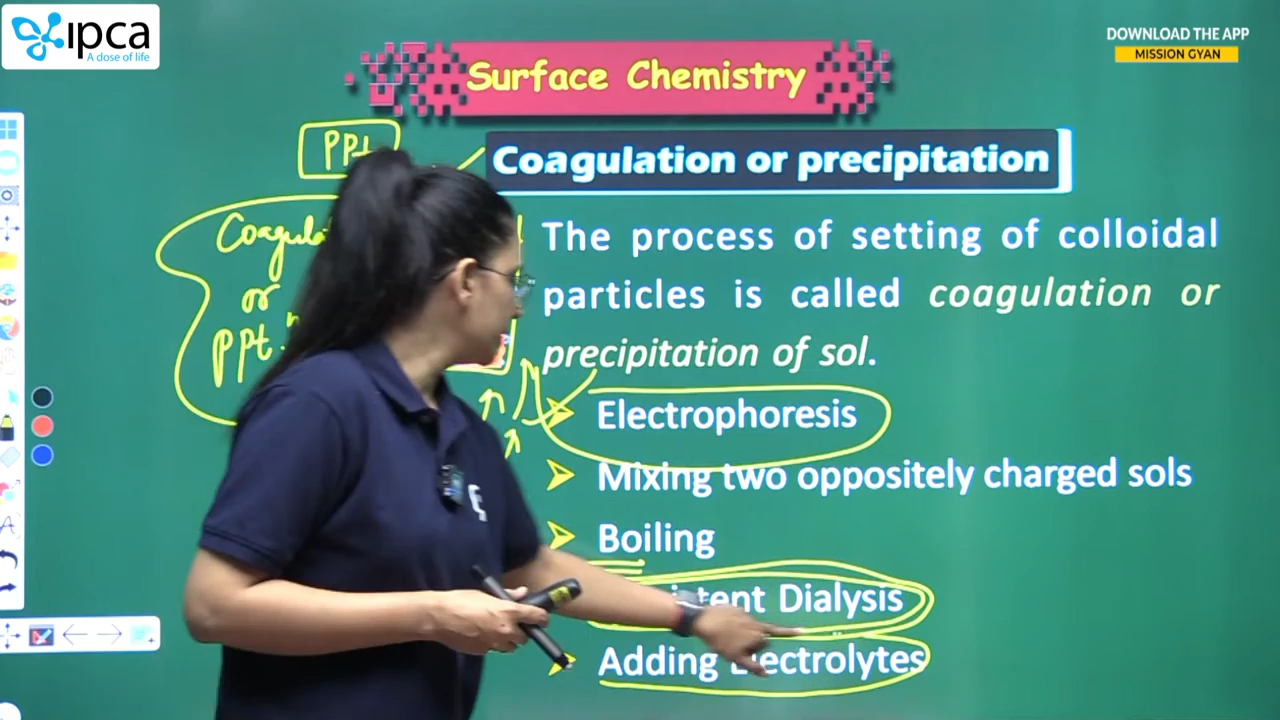 ipca
A dose of life
DOWNLOAD THE APP
MISSION GYAN
Surface Chemistry
PPt
Coagulation or precipitation
The process of setting of colloidal
particles is called coagulation or
precipitation of sol.
or
PPt.
Electrophoresis
Mixing two oppositely charged sols
Boiling
Dialysis
Adding